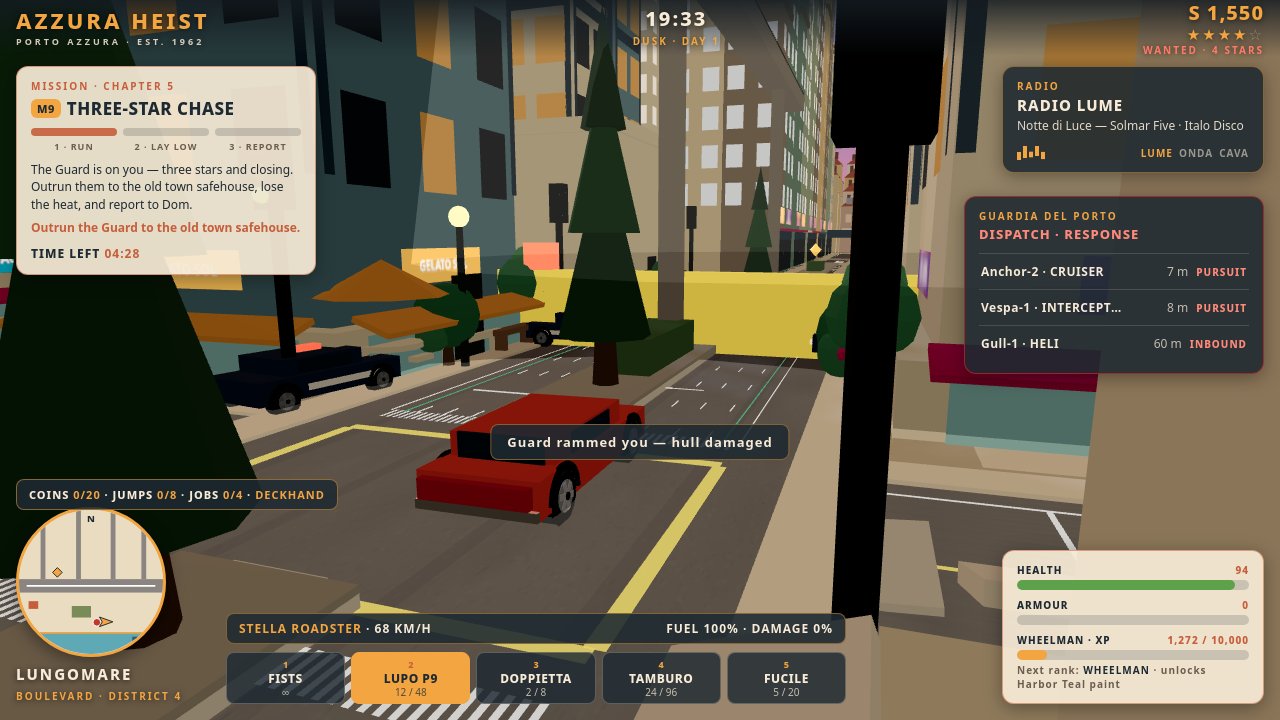 AZZURA HEIST
PORTO AZZURA · EST. 1962
19:33
DUSK · DAY 1
S 1,550
★★★★☆
WANTED · 4 STARS
MISSION · CHAPTER 5
M9 THREE-STAR CHASE
1 · RUN 2 · LAY LOW 3 · REPORT
The Guard is on you — three stars and closing.
Outrun them to the old town safehouse, lose
the heat, and report to Dom.
Outrun the Guard to the old town safehouse.
TIME LEFT 04:28
RADIO
RADIO LUME
Notte di Luce — Solmar Five · Italo Disco
LUME ONDA CAVA
GUARDIA DEL PORTO
DISPATCH · RESPONSE
Anchor-2 · CRUISER 7 m PURSUIT
Vespa-1 · INTERCEPT… 8 m PURSUIT
Gull-1 · HELI 60 m INBOUND
GELATO
Guard rammed you — hull damaged
COINS 0/20 · JUMPS 0/8 · JOBS 0/4 · DECKHAND
N
LUNGOMARE
BOULEVARD · DISTRICT 4
STELLA ROADSTER · 68 KM/H FUEL 100% · DAMAGE 0%
1 FISTS ∞
2 LUPO P9 12 / 48
3 DOPPIETTA 2 / 8
4 TAMBURO 24 / 96
5 FUCILE 5 / 20
HEALTH 94
ARMOUR 0
WHEELMAN · XP 1,272 / 10,000
Next rank: WHEELMAN · unlocks
Harbor Teal paint